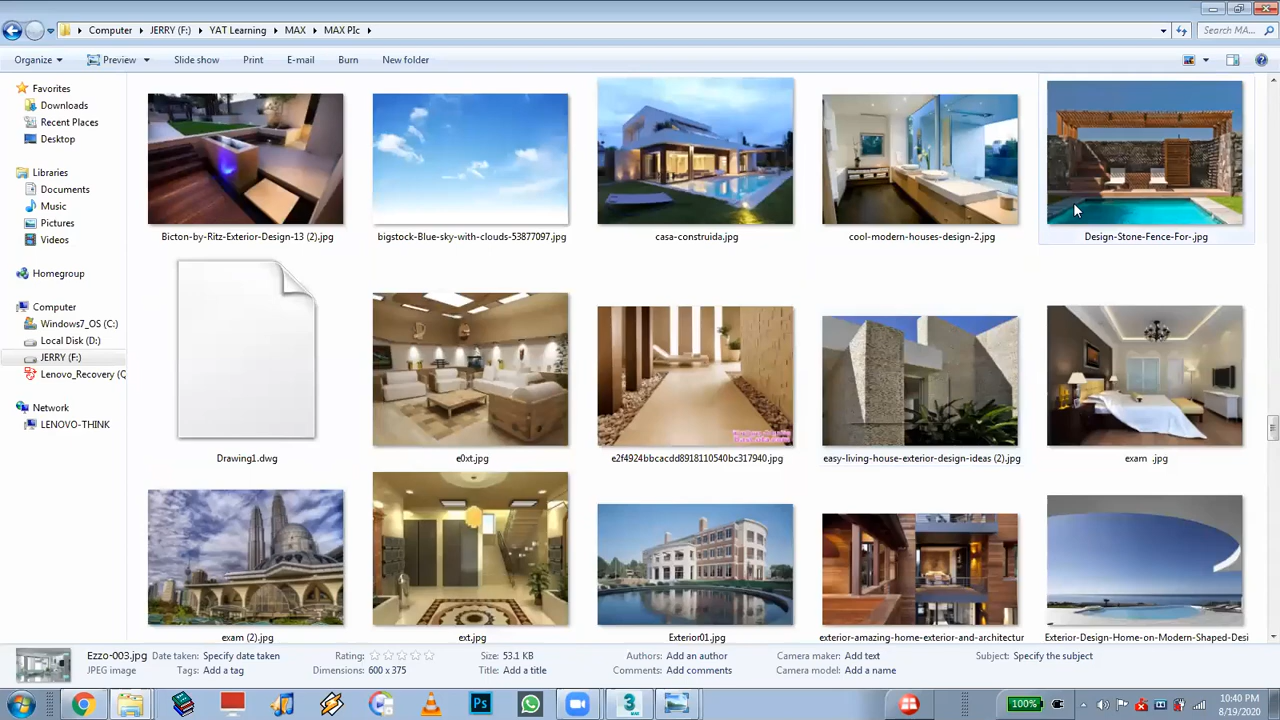 Computer ▸ JERRY (F:) ▸ YAT Learning ▸ MAX ▸ MAX PIc ▸
Search MA...
Organize Preview Slide show Print E-mail Burn New folder
Favorites
Downloads
Recent Places
Desktop
Libraries
Documents
Music
Pictures
Videos
Homegroup
Computer
Windows7_OS (C:)
Local Disk (D:)
JERRY (F:)
Lenovo_Recovery (Q
Network
LENOVO-THINK
Bicton-by-Ritz-Exterior-Design-13 (2).jpg
bigstock-Blue-sky-with-clouds-53877097.jpg
casa-construida.jpg
cool-modern-houses-design-2.jpg
Design-Stone-Fence-For-.jpg
Drawing1.dwg
e0xt.jpg
e2f4924bbcacdd8918110540bc317940.jpg
easy-living-house-exterior-design-ideas (2).jpg
exam .jpg
exam (2).jpg
ext.jpg
Exterior01.jpg
exterior-amazing-home-exterior-and-architectur
Exterior-Design-Home-on-Modern-Shaped-Desi
Ezzo-003.jpg Date taken: Specify date taken Rating: Size: 53.1 KB Authors: Add an author Camera maker: Add text Subject: Specify the subject
JPEG image Tags: Add a tag Dimensions: 600 x 375 Title: Add a title Comments: Add comments Camera model: Add a name
Ps
3
100%
10:40 PM
8/19/2020